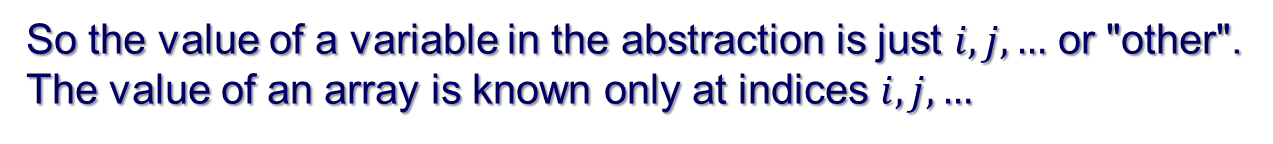 So the value of a variable in the abstraction is just i, j, ... or "other".
The value of an array is known only at indices i, j, ...